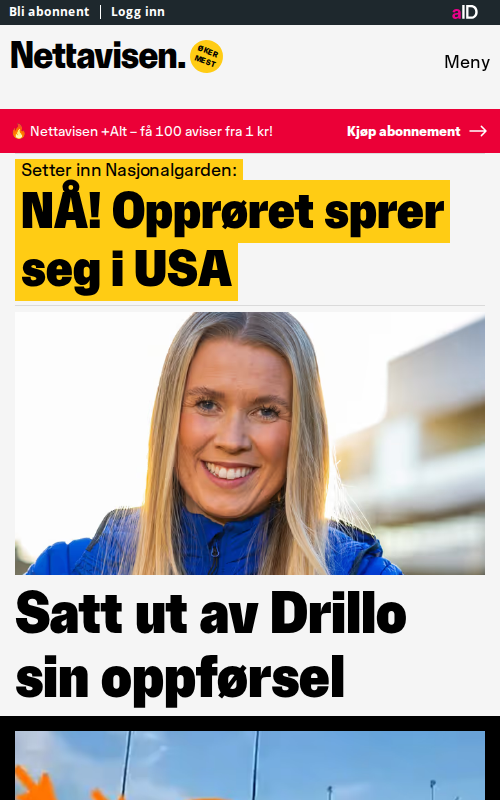 Bli abonnent | Logg inn
aID
Nettavisen.
ØKER
MEST
Meny
🔥 Nettavisen +Alt – få 100 aviser fra 1 kr!
Kjøp abonnement →
Setter inn Nasjonalgarden:
NÅ! Opprøret sprer
seg i USA
Satt ut av Drillo
sin oppførsel